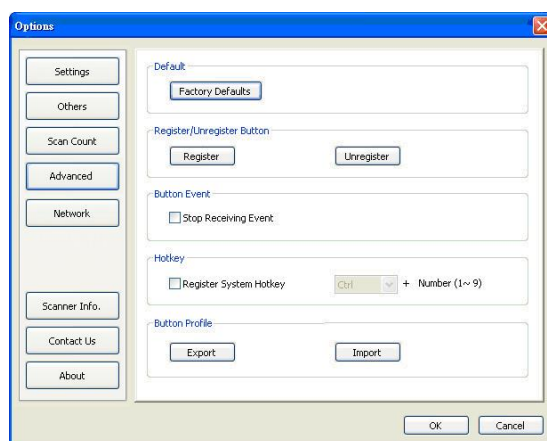 Options
Settings
Others
Scan Count
Advanced
Network
Scanner Info.
Contact Us
About
Default
Factory Defaults
Register/Unregister Button
Register Unregister
Button Event
Stop Receiving Event
Hotkey
Register System Hotkey Ctrl + Number (1~ 9)
Button Profile
Export Import
OK Cancel